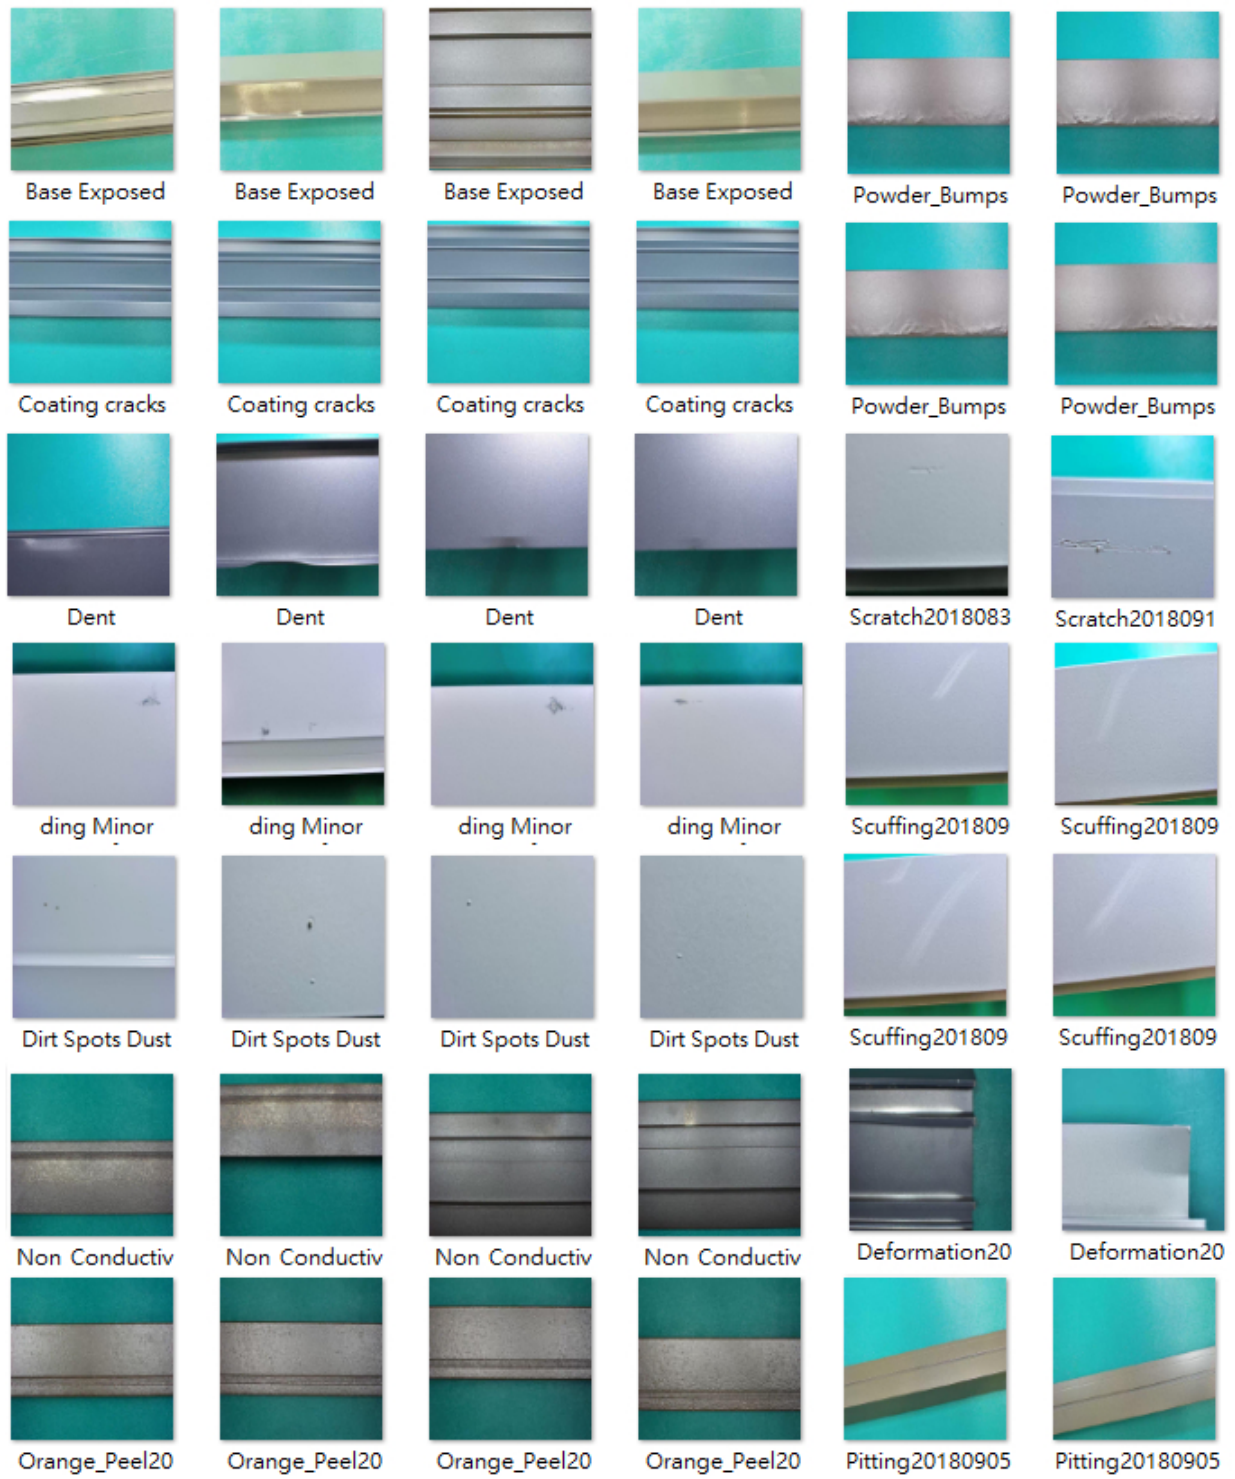 Base Exposed Base Exposed Base Exposed Base Exposed Powder_Bumps Powder_Bumps
Coating cracks Coating cracks Coating cracks Coating cracks Powder_Bumps Powder_Bumps
Dent Dent Dent Dent Scratch2018083 Scratch2018091
ding Minor ding Minor ding Minor ding Minor Scuffing201809 Scuffing201809
Dirt Spots Dust Dirt Spots Dust Dirt Spots Dust Dirt Spots Dust Scuffing201809 Scuffing201809
Non Conductiv Non Conductiv Non Conductiv Non Conductiv Deformation20 Deformation20
Orange_Peel20 Orange_Peel20 Orange_Peel20 Orange_Peel20 Pitting20180905 Pitting20180905